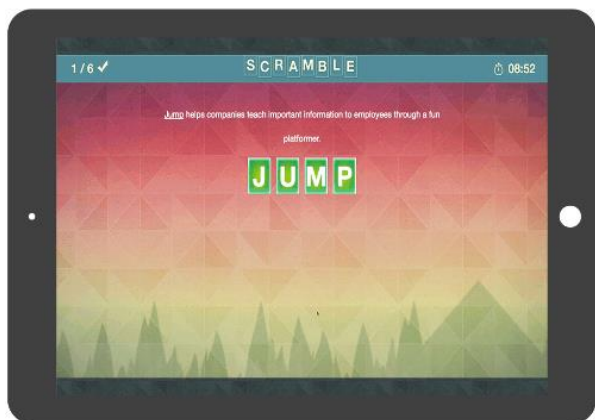 1 / 6 ✔ SCRAMBLE 08:52
Jump helps companies teach important information to employees through a fun
platformer.
JUMP